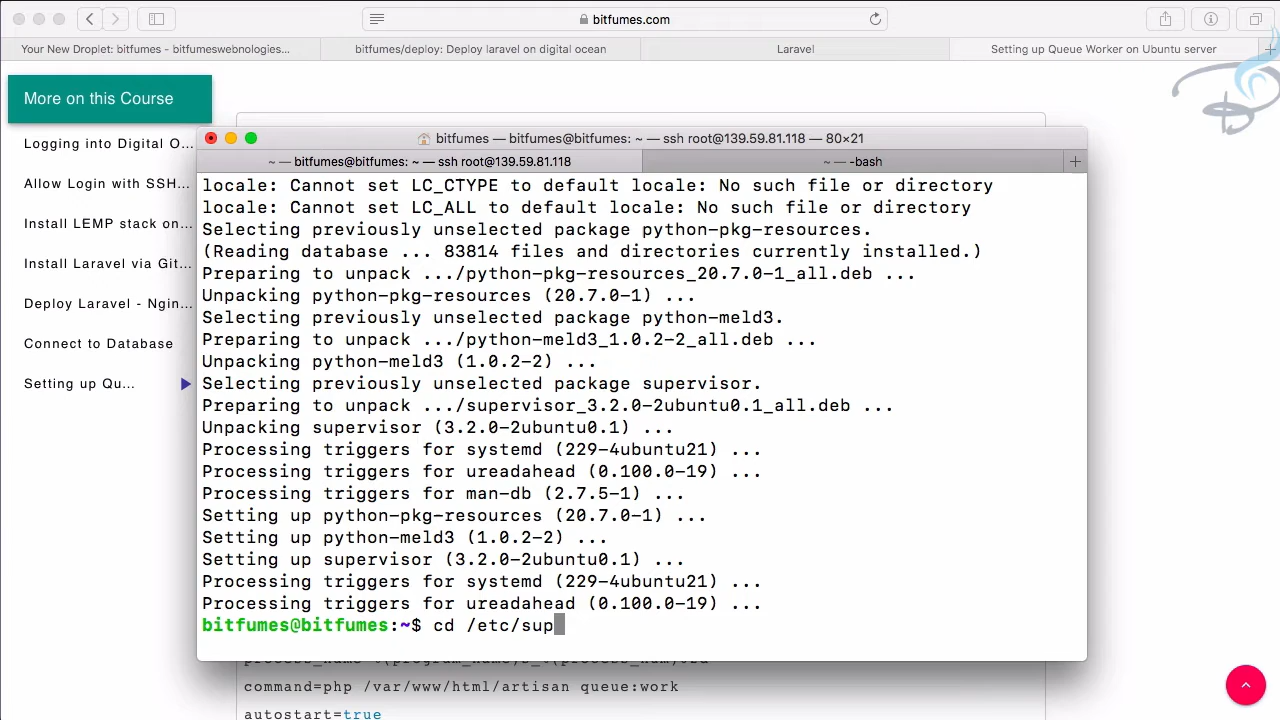 bitfumes.com
Your New Droplet: bitfumes - bitfumeswebnologies...
bitfumes/deploy: Deploy laravel on digital ocean
Laravel
Setting up Queue Worker on Ubuntu server
More on this Course
Logging into Digital O...
Allow Login with SSH...
Install LEMP stack on...
Install Laravel via Git...
Deploy Laravel - Ngin...
Connect to Database
Setting up Qu...
bitfumes — bitfumes@bitfumes: ~ — ssh root@139.59.81.118 — 80×21
~ — bitfumes@bitfumes: ~ — ssh root@139.59.81.118
~ — -bash
locale: Cannot set LC_CTYPE to default locale: No such file or directory
locale: Cannot set LC_ALL to default locale: No such file or directory
Selecting previously unselected package python-pkg-resources.
(Reading database ... 83814 files and directories currently installed.)
Preparing to unpack .../python-pkg-resources_20.7.0-1_all.deb ...
Unpacking python-pkg-resources (20.7.0-1) ...
Selecting previously unselected package python-meld3.
Preparing to unpack .../python-meld3_1.0.2-2_all.deb ...
Unpacking python-meld3 (1.0.2-2) ...
Selecting previously unselected package supervisor.
Preparing to unpack .../supervisor_3.2.0-2ubuntu0.1_all.deb ...
Unpacking supervisor (3.2.0-2ubuntu0.1) ...
Processing triggers for systemd (229-4ubuntu21) ...
Processing triggers for ureadahead (0.100.0-19) ...
Processing triggers for man-db (2.7.5-1) ...
Setting up python-pkg-resources (20.7.0-1) ...
Setting up python-meld3 (1.0.2-2) ...
Setting up supervisor (3.2.0-2ubuntu0.1) ...
Processing triggers for systemd (229-4ubuntu21) ...
Processing triggers for ureadahead (0.100.0-19) ...
bitfumes@bitfumes:~$ cd /etc/sup
command=php /var/www/html/artisan queue:work
autostart=true